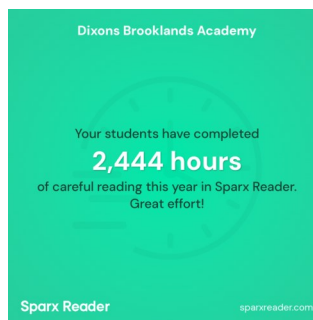 Dixons Brooklands Academy
Your students have completed
2,444 hours
of careful reading this year in Sparx Reader.
Great effort!
Sparx Reader
sparxreader.com